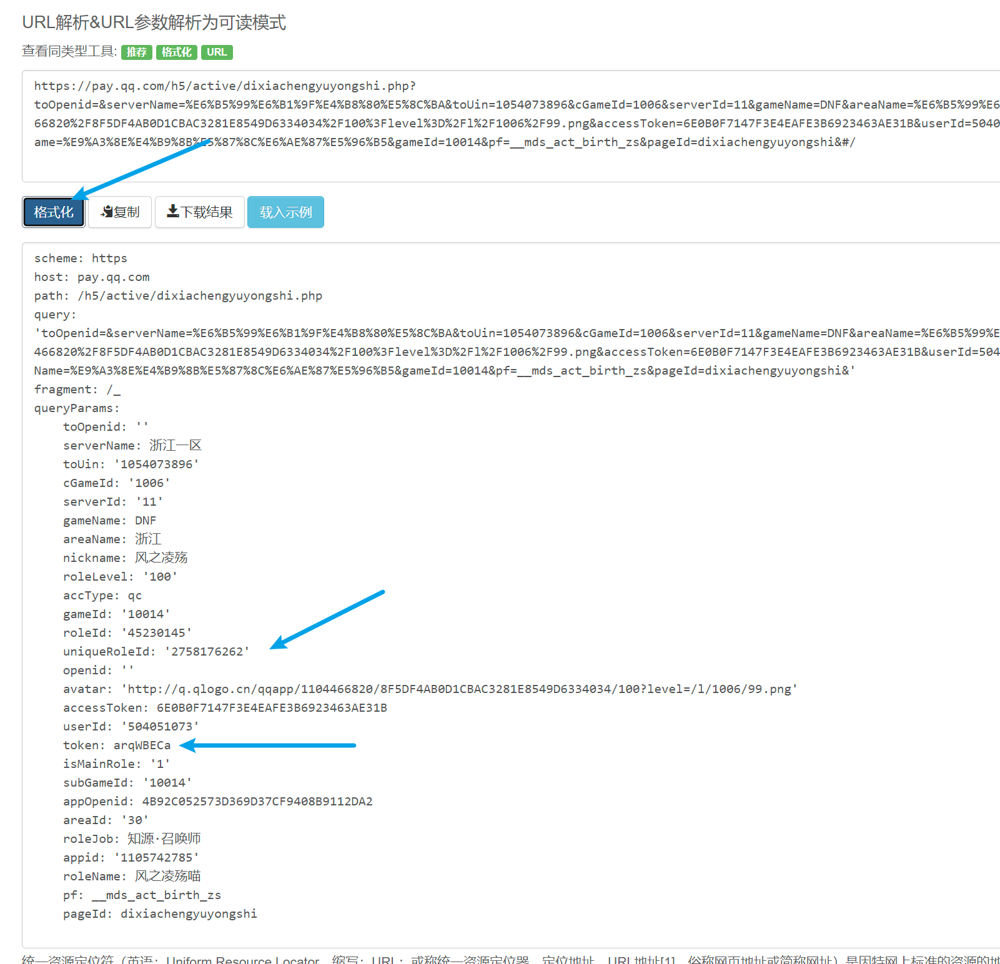 URL解析&URL参数解析为可读模式
查看同类型工具: 推荐 格式化 URL
https://pay.qq.com/h5/active/dixiachengyuyongshi.php?
toOpenid=&serverName=%E6%B5%99%E6%B1%9F%E4%B8%80%E5%8C%BA&toUin=1054073896&cGameId=1006&serverId=11&gameName=DNF&areaName=%E6%B5%99%E6
66820%2F8F5DF4AB0D1CBAC3281E8549D6334034%2F100%3Flevel%3D%2Fl%2F1006%2F99.png&accessToken=6E0B0F7147F3E4EAFE3B6923463AE31B&userId=5040
ame=%E9%A3%8E%E4%B9%8B%E5%87%8C%E6%AE%87%E5%96%B5&gameId=10014&pf=__mds_act_birth_zs&pageId=dixiachengyuyongshi&#/
格式化 复制 下载结果 载入示例
scheme: https
host: pay.qq.com
path: /h5/active/dixiachengyuyongshi.php
query:
'toOpenid=&serverName=%E6%B5%99%E6%B1%9F%E4%B8%80%E5%8C%BA&toUin=1054073896&cGameId=1006&serverId=11&gameName=DNF&areaName=%E6%B5%99%E
466820%2F8F5DF4AB0D1CBAC3281E8549D6334034%2F100%3Flevel%3D%2Fl%2F1006%2F99.png&accessToken=6E0B0F7147F3E4EAFE3B6923463AE31B&userId=504
Name=%E9%A3%8E%E4%B9%8B%E5%87%8C%E6%AE%87%E5%96%B5&gameId=10014&pf=__mds_act_birth_zs&pageId=dixiachengyuyongshi&'
fragment: /_
queryParams:
toOpenid: ''
serverName: 浙江一区
toUin: '1054073896'
cGameId: '1006'
serverId: '11'
gameName: DNF
areaName: 浙江
nickname: 风之凌殇
roleLevel: '100'
accType: qc
gameId: '10014'
roleId: '45230145'
uniqueRoleId: '2758176262'
openid: ''
avatar: 'http://q.qlogo.cn/qqapp/1104466820/8F5DF4AB0D1CBAC3281E8549D6334034/100?level=/l/1006/99.png'
accessToken: 6E0B0F7147F3E4EAFE3B6923463AE31B
userId: '504051073'
token: arqWBECa
isMainRole: '1'
subGameId: '10014'
appOpenid: 4B92C052573D369D37CF9408B9112DA2
areaId: '30'
roleJob: 知源·召唤师
appid: '1105742785'
roleName: 风之凌殇喵
pf: __mds_act_birth_zs
pageId: dixiachengyuyongshi
统一资源定位符（英语：Uniform Resource Locator，缩写：URL；或称统一资源定位器、定位地址、URL地址[1]，俗称网页地址或简称网址）是因特网上标准的资源的地